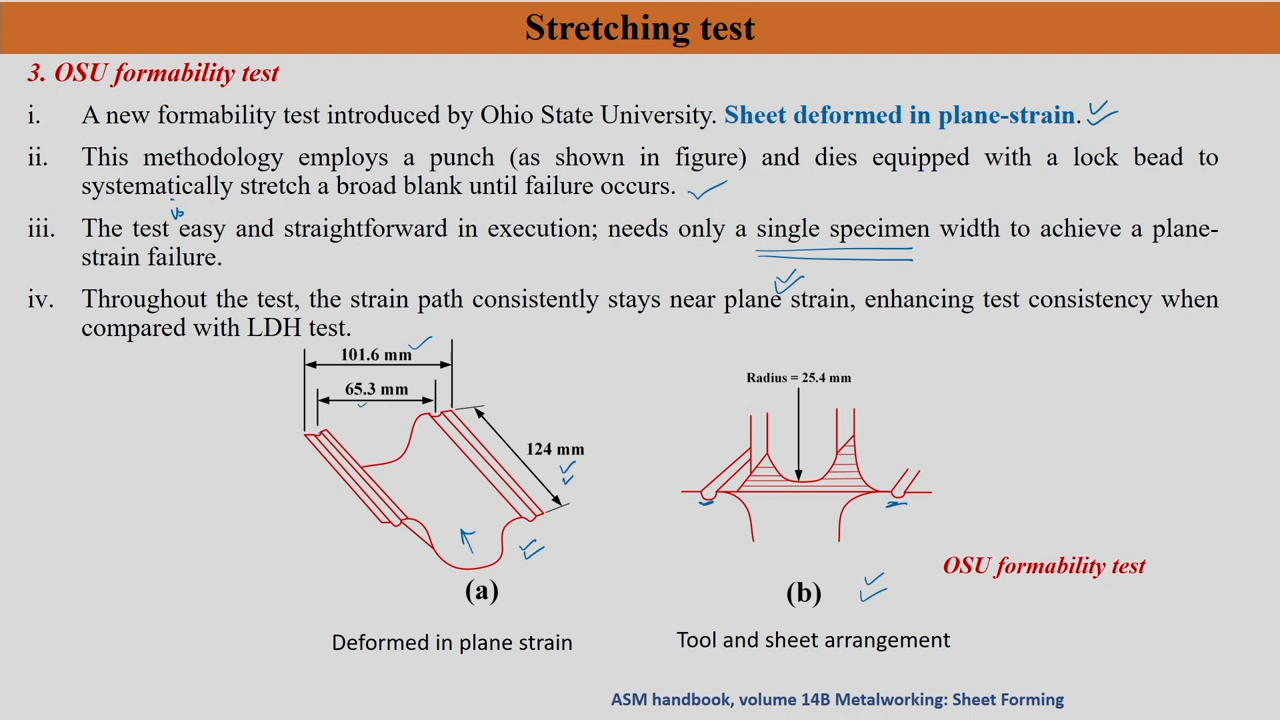 Stretching test
3. OSU formability test
i. A new formability test introduced by Ohio State University. Sheet deformed in plane-strain.
ii. This methodology employs a punch (as shown in figure) and dies equipped with a lock bead to
systematically stretch a broad blank until failure occurs.
iii. The test easy and straightforward in execution; needs only a single specimen width to achieve a plane-
strain failure.
iv. Throughout the test, the strain path consistently stays near plane strain, enhancing test consistency when
compared with LDH test.
101.6 mm
65.3 mm
124 mm
Radius = 25.4 mm
OSU formability test
(a)
(b)
Deformed in plane strain
Tool and sheet arrangement
ASM handbook, volume 14B Metalworking: Sheet Forming